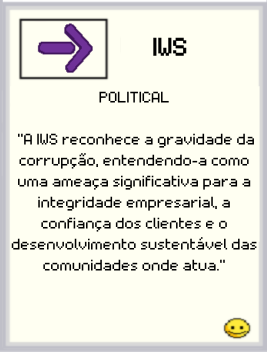 IWS
POLITICAL
"A IWS reconhece a gravidade da
corrupção, entendendo-a como
uma ameaça significativa para a
integridade empresarial, a
confiança dos clientes e o
desenvolvimento sustentável das
comunidades onde atua."